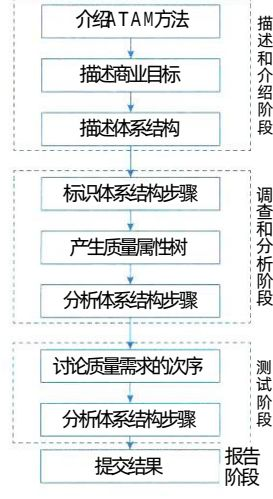 介绍ATAM方法
描述商业目标
描述体系结构
描述和介绍阶段
标识体系结构步骤
产生质量属性树
分析体系结构步骤
调查和分析阶段
讨论质量需求的次序
分析体系结构步骤
测试阶段
提交结果
报告
阶段